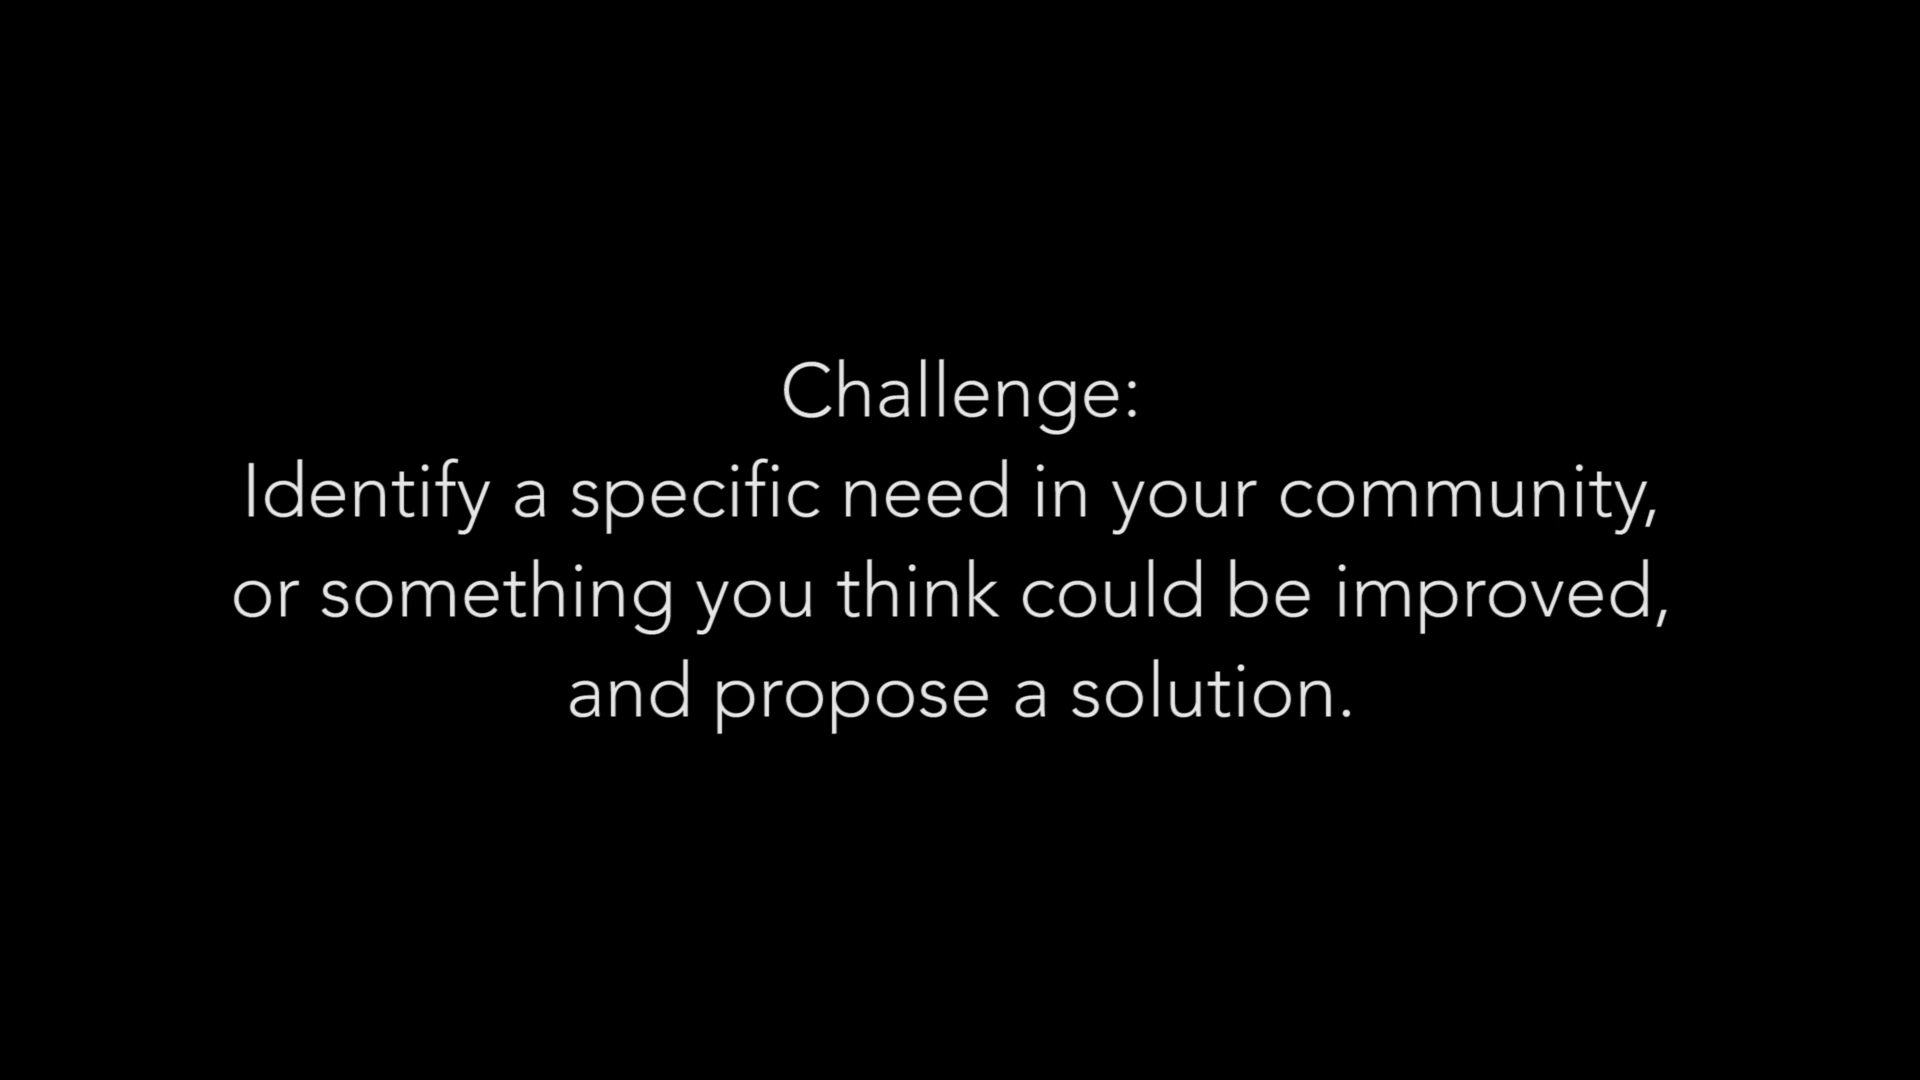 Challenge:
Identify a specific need in your community,
or something you think could be improved,
and propose a solution.